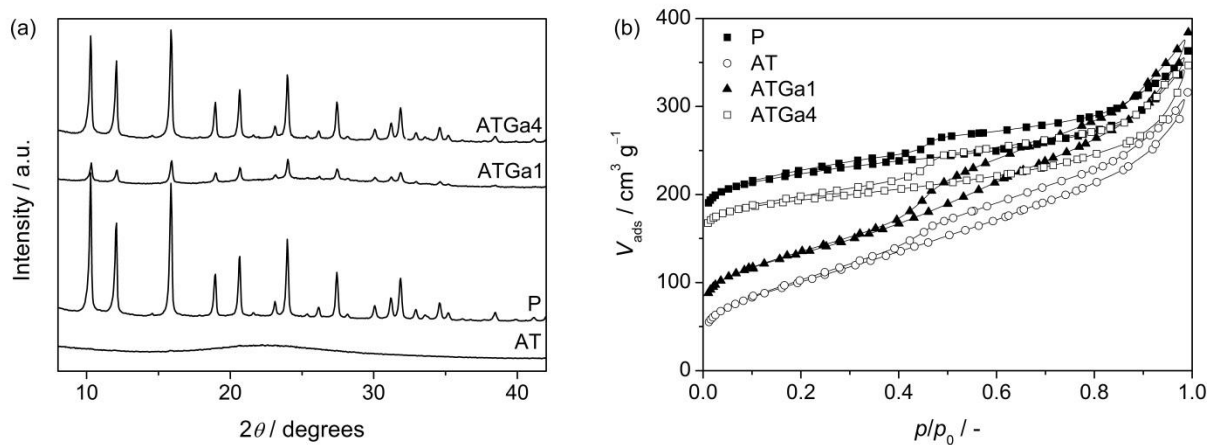 (a)
Intensity / a.u.
ATGa4
ATGa1
P
AT
10 20 30 40
2θ / degrees
(b)
V_ads / cm³ g⁻¹
400
300
200
100
0
P
AT
ATGa1
ATGa4
0.0 0.2 0.4 0.6 0.8 1.0
p/p₀ / -